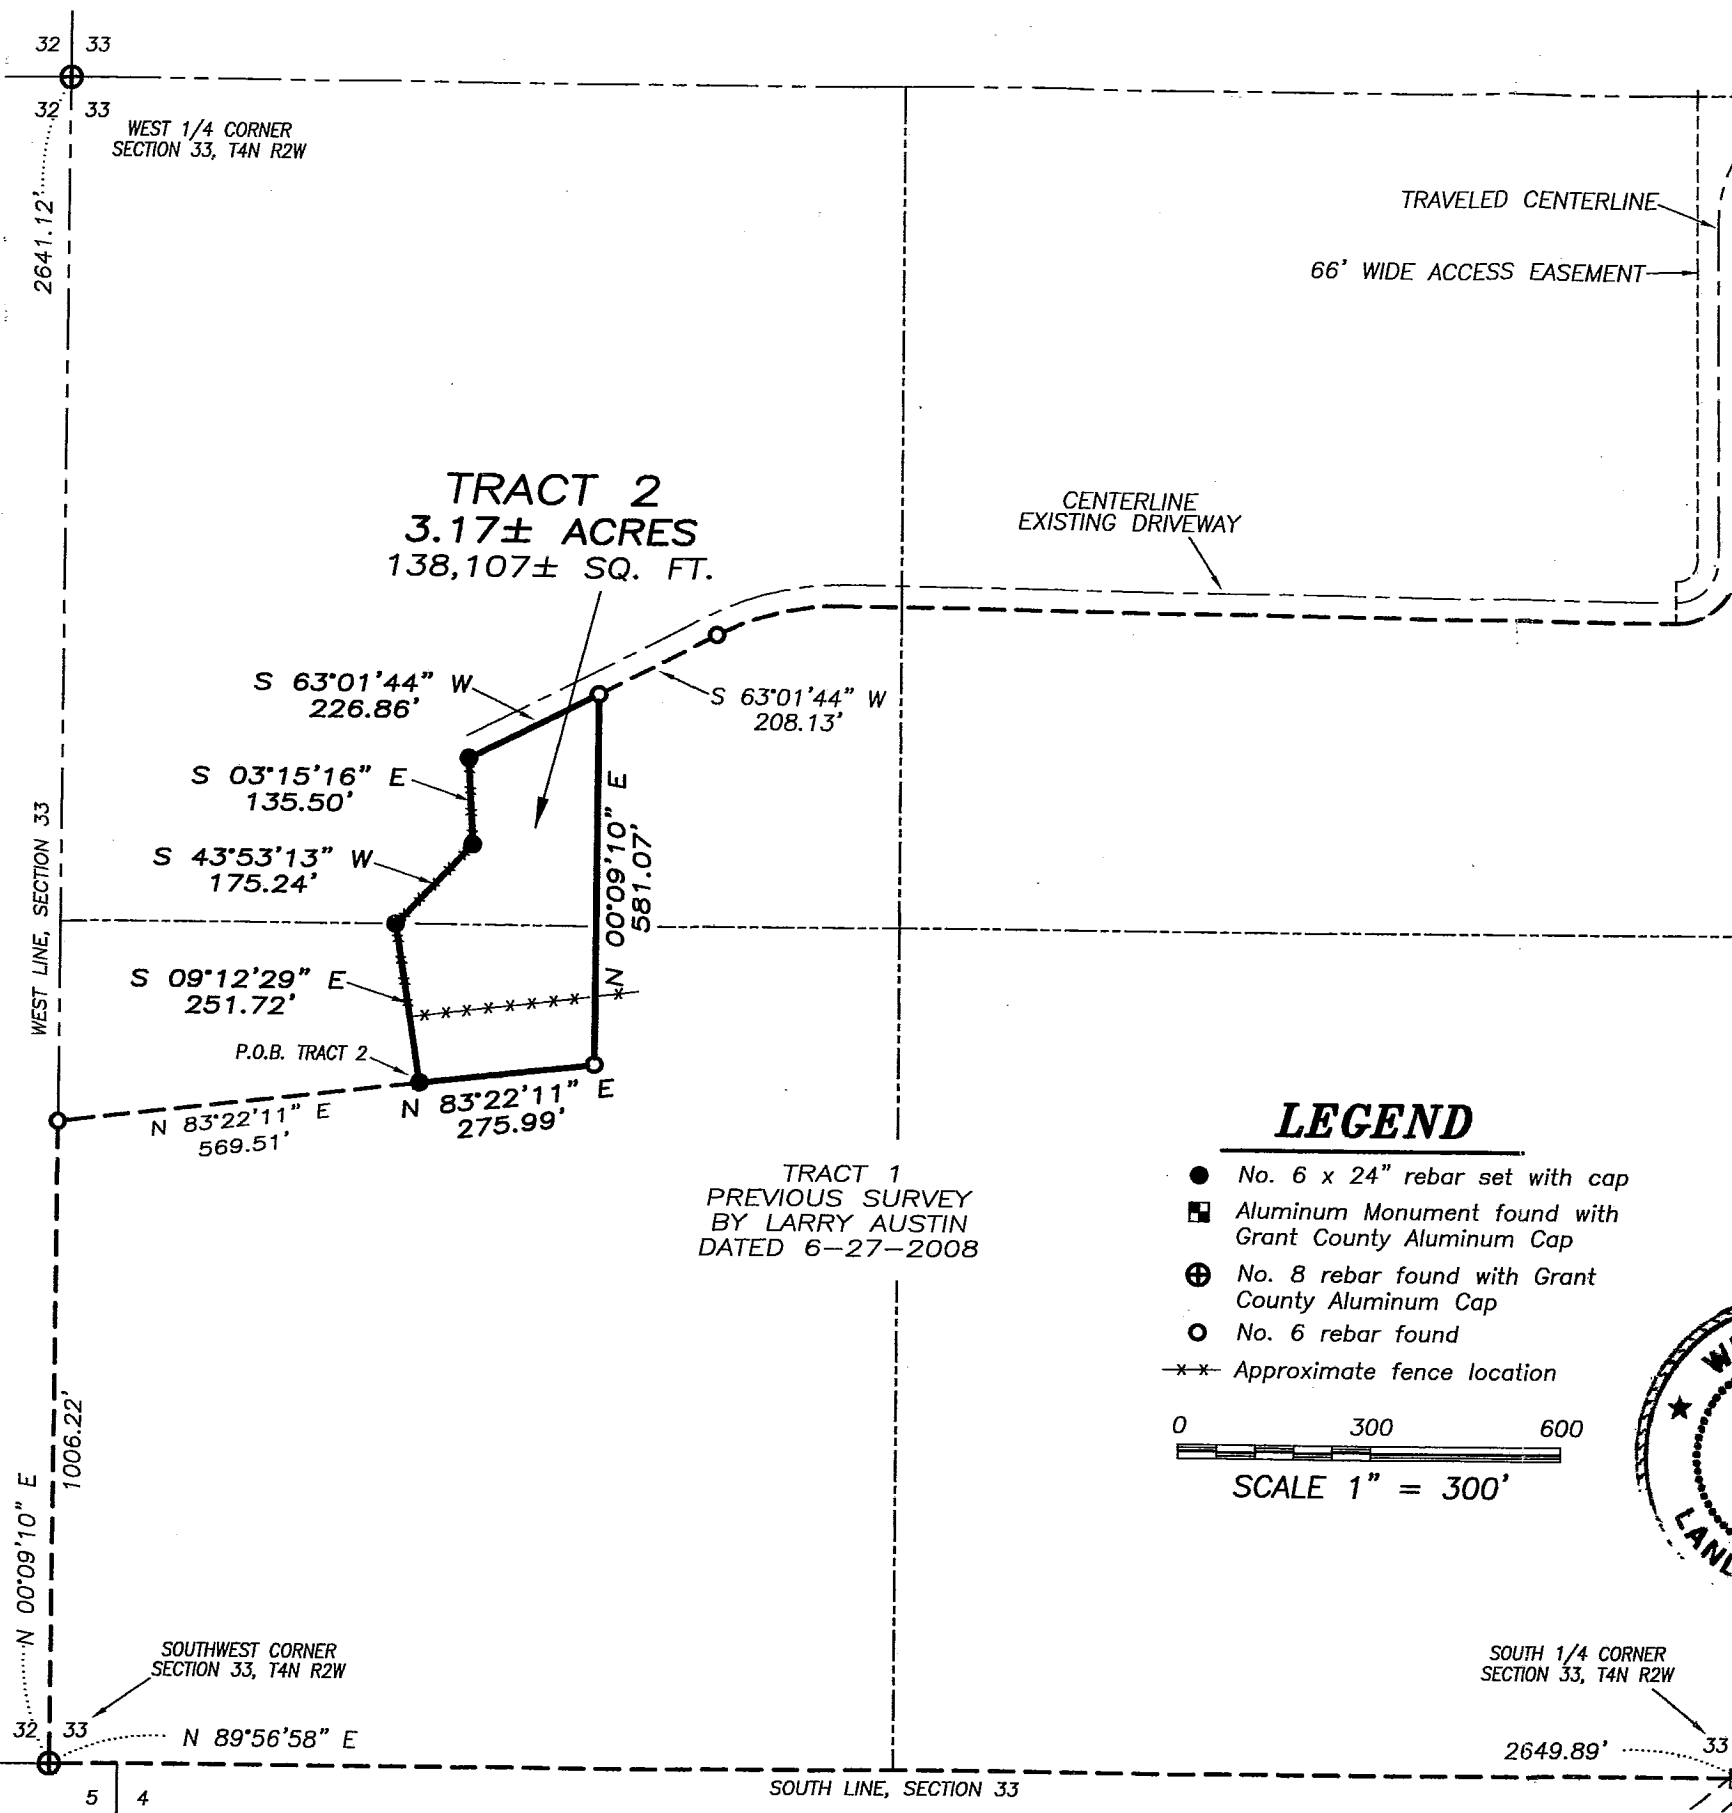 32 33
32 33
WEST 1/4 CORNER
SECTION 33, T4N R2W
2641.12'
TRAVELED CENTERLINE
66' WIDE ACCESS EASEMENT
TRACT 2
3.17± ACRES
138,107± SQ. FT.
CENTERLINE
EXISTING DRIVEWAY
S 63°01'44" W
226.86'
S 63°01'44" W
208.13'
S 03°15'16" E
135.50'
N 00°09'10" E
581.07'
S 43°53'13" W
175.24'
WEST LINE, SECTION 33
S 09°12'29" E
251.72'
P.O.B. TRACT 2
N 83°22'11" E
275.99'
N 83°22'11" E
569.51'
TRACT 1
PREVIOUS SURVEY
BY LARRY AUSTIN
DATED 6-27-2008
LEGEND
No. 6 x 24" rebar set with cap
Aluminum Monument found with
Grant County Aluminum Cap
No. 8 rebar found with Grant
County Aluminum Cap
No. 6 rebar found
x-x Approximate fence location
0 300 600
SCALE 1" = 300'
1006.22'
N 00°09'10" E
SOUTHWEST CORNER
SECTION 33, T4N R2W
32 33
N 89°56'58" E
5 4
SOUTH LINE, SECTION 33
SOUTH 1/4 CORNER
SECTION 33, T4N R2W
2649.89'
33